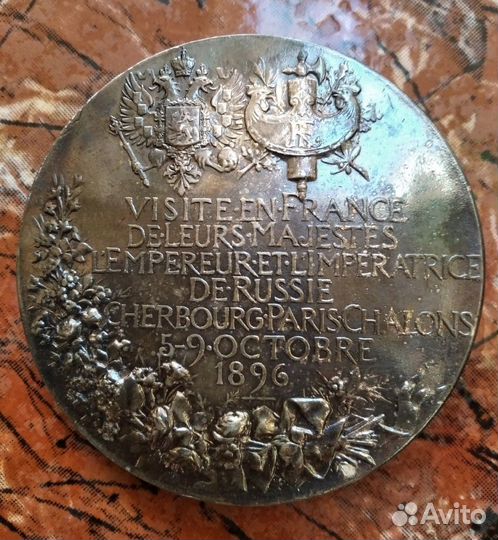 VISITE·EN·FRANCE
DE·LEURS·MAJESTÉS
L'EMPEREUR·ET·L'IMPÉRATRICE
DE·RUSSIE
CHERBOURG·PARIS·CHALONS
5-9·OCTOBRE
1896
RF
Avito